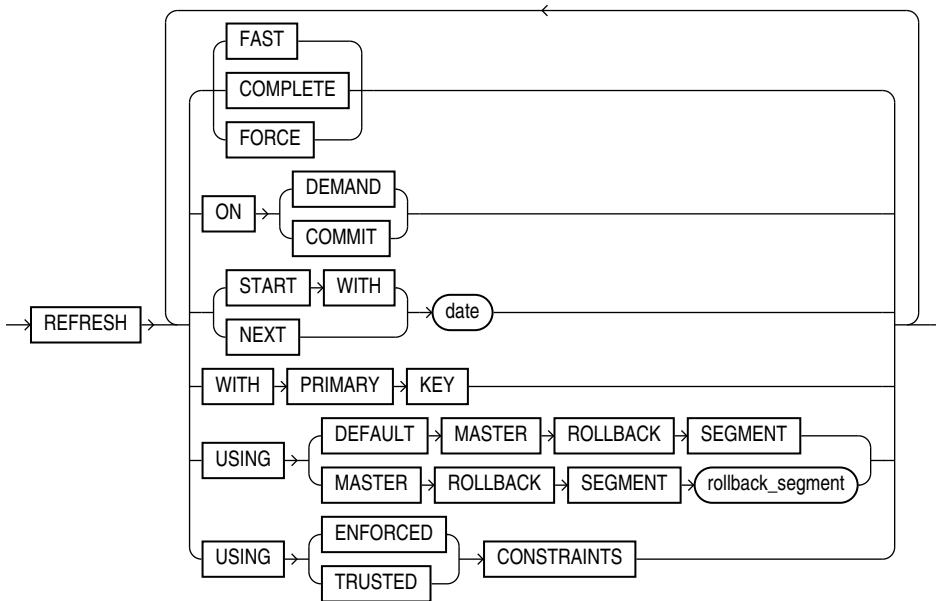 FAST
COMPLETE
FORCE
ON DEMAND
COMMIT
START WITH
NEXT
date
REFRESH
WITH PRIMARY KEY
USING
DEFAULT MASTER ROLLBACK SEGMENT
MASTER ROLLBACK SEGMENT rollback_segment
USING
ENFORCED
TRUSTED
CONSTRAINTS